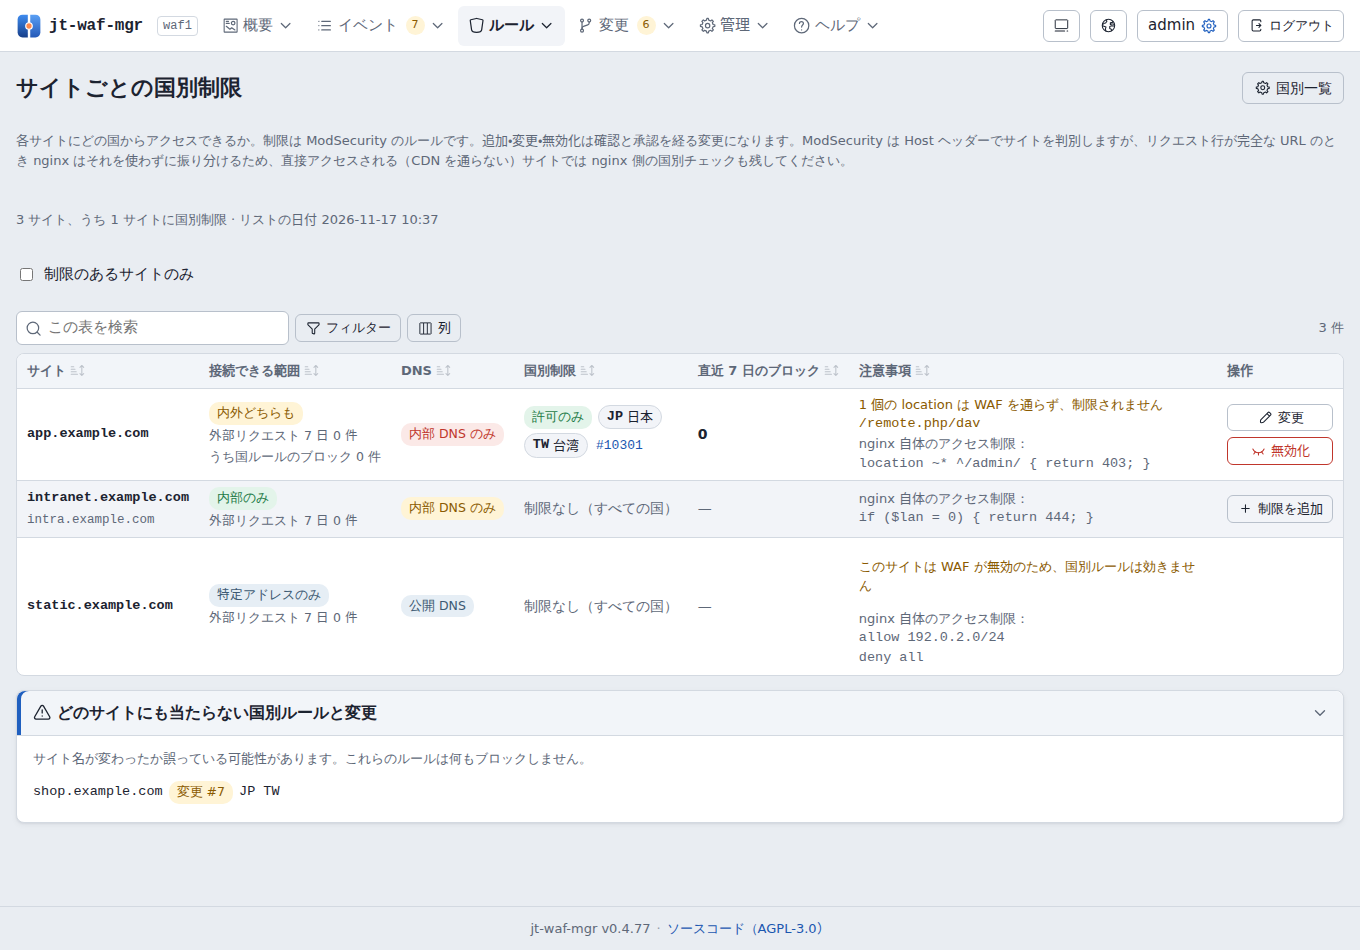 jt-waf-mgr waf1 概要 イベント 7 ルール 変更 6 管理 ヘルプ admin ログアウト
サイトごとの国別制限
国別一覧
各サイトにどの国からアクセスできるか。制限は ModSecurity のルールです。追加・変更・無効化は確認と承認を経る変更になります。ModSecurity は Host ヘッダーでサイトを判別しますが、リクエスト行が完全な URL のと
き nginx はそれを使わずに振り分けるため、直接アクセスされる（CDN を通らない）サイトでは nginx 側の国別チェックも残してください。
3 サイト、うち 1 サイトに国別制限 · リストの日付 2026-11-17 10:37
制限のあるサイトのみ
この表を検索 フィルター 列 3 件
サイト 接続できる範囲 DNS 国別制限 直近 7 日のブロック 注意事項 操作
app.example.com
内外どちらも
外部リクエスト 7 日 0 件
うち国ルールのブロック 0 件
内部 DNS のみ
許可のみ JP 日本
TW 台湾 #10301
0
1 個の location は WAF を通らず、制限されません
/remote.php/dav
nginx 自体のアクセス制限：
location ~* ^/admin/ { return 403; }
変更
無効化
intranet.example.com
intra.example.com
内部のみ
外部リクエスト 7 日 0 件
内部 DNS のみ
制限なし（すべての国）
—
nginx 自体のアクセス制限：
if ($lan = 0) { return 444; }
制限を追加
static.example.com
特定アドレスのみ
外部リクエスト 7 日 0 件
公開 DNS
制限なし（すべての国）
—
このサイトは WAF が無効のため、国別ルールは効きませ
ん
nginx 自体のアクセス制限：
allow 192.0.2.0/24
deny all
どのサイトにも当たらない国別ルールと変更
サイト名が変わったか誤っている可能性があります。これらのルールは何もブロックしません。
shop.example.com 変更 #7 JP TW
jt-waf-mgr v0.4.77 · ソースコード（AGPL-3.0）